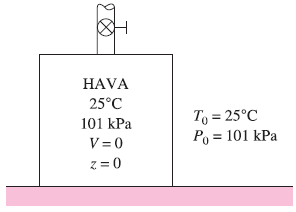 HAVA
25°C
101 kPa
V = 0
z = 0
T₀ = 25°C
P₀ = 101 kPa